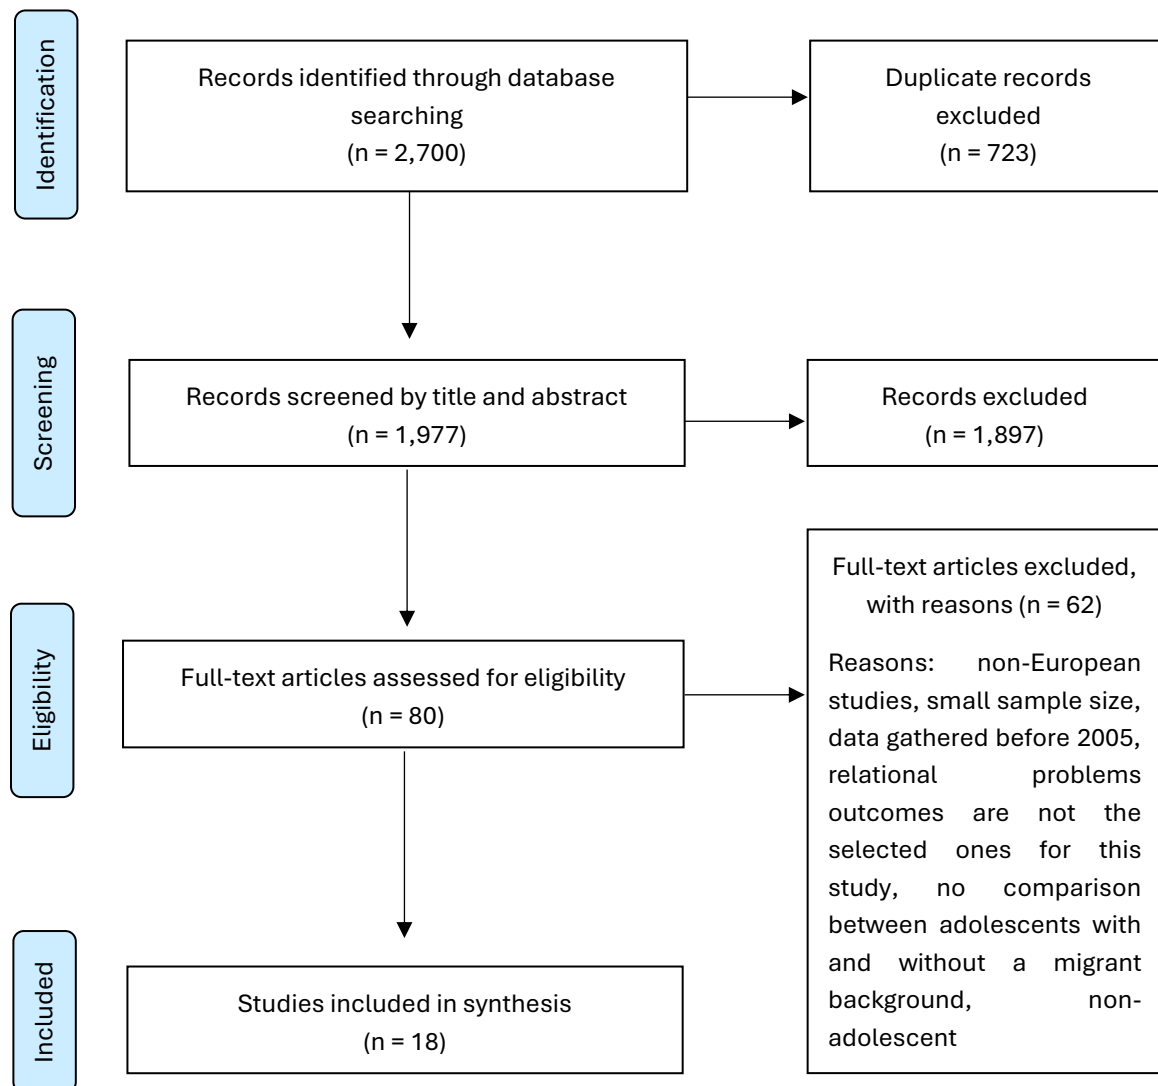 Identification
Records identified through database
searching
(n = 2,700)
Duplicate records
excluded
(n = 723)
Screening
Records screened by title and abstract
(n = 1,977)
Records excluded
(n = 1,897)
Eligibility
Full-text articles assessed for eligibility
(n = 80)
Full-text articles excluded,
with reasons (n = 62)
Reasons: non-European
studies, small sample size,
data gathered before 2005,
relational problems
outcomes are not the
selected ones for this
study, no comparison
between adolescents with
and without a migrant
background, non-
adolescent
Included
Studies included in synthesis
(n = 18)